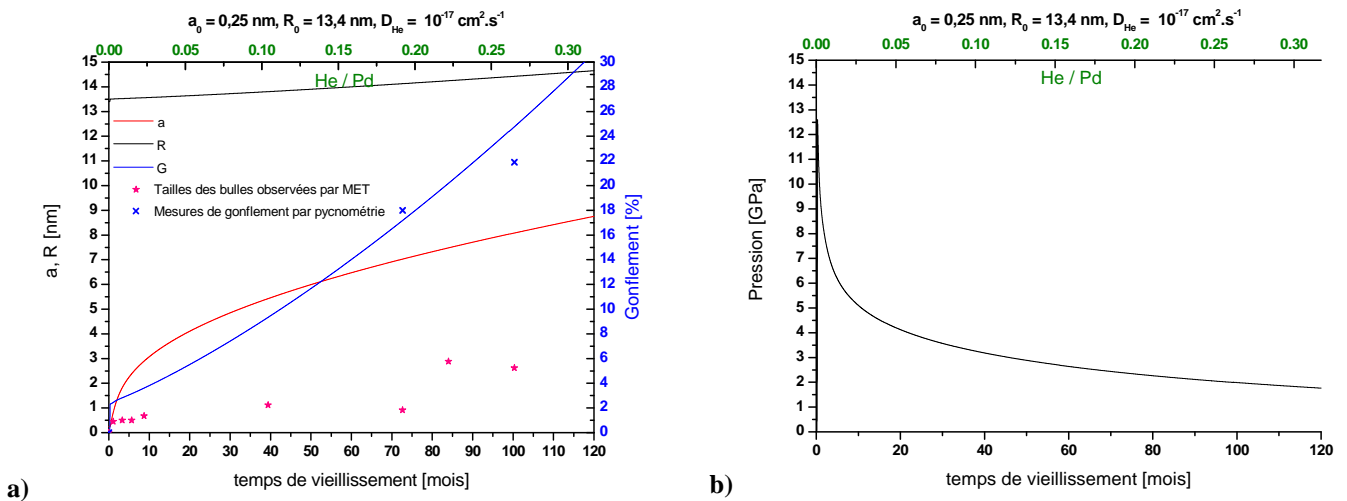 a₀ = 0,25 nm, R₀ = 13,4 nm, D_He = 10⁻¹⁷ cm².s⁻¹
0.00 0.05 0.10 0.15 0.20 0.25 0.30
He / Pd
15
14
13
12
11
10
9
8
7
6
5
4
3
2
1
0
a, R [nm]
a
R
G
Tailles des bulles observées par MET
Mesures de gonflement par pycnométrie
30
28
26
24
22
20
18
16
14
12
10
8
6
4
2
0
Gonflement [%]
0 10 20 30 40 50 60 70 80 90 100 110 120
temps de vieillissement [mois]
a)
a₀ = 0,25 nm, R₀ = 13,4 nm, D_He = 10⁻¹⁷ cm².s⁻¹
0.00 0.05 0.10 0.15 0.20 0.25 0.30
He / Pd
15
14
13
12
11
10
9
8
7
6
5
4
3
2
1
0
Pression [GPa]
0 20 40 60 80 100 120
temps de vieillissement [mois]
b)